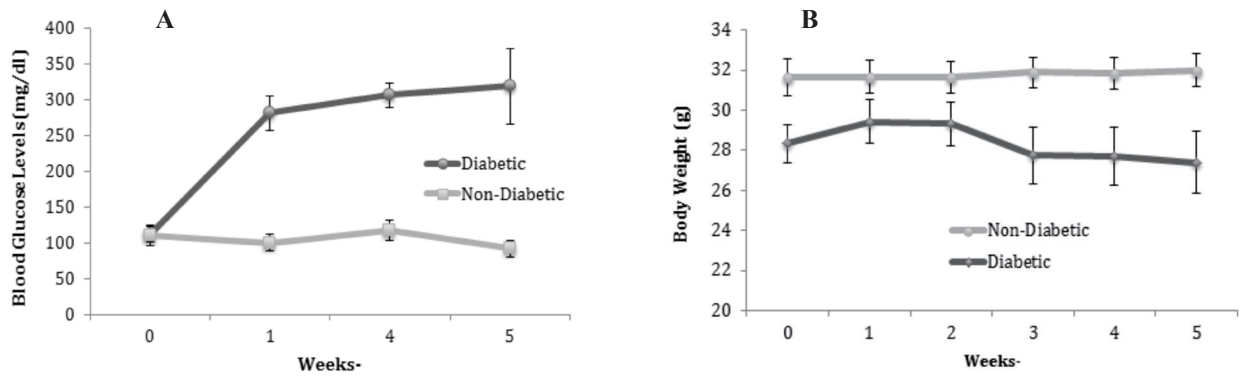 A
Blood Glucose Levels (mg/dl)
400
350
300
250
200
150
100
50
0
Diabetic
Non-Diabetic
0 1 4 5
Weeks-
B
Body Weight (g)
34
32
30
28
26
24
22
20
Non-Diabetic
Diabetic
0 1 2 3 4 5
Weeks-